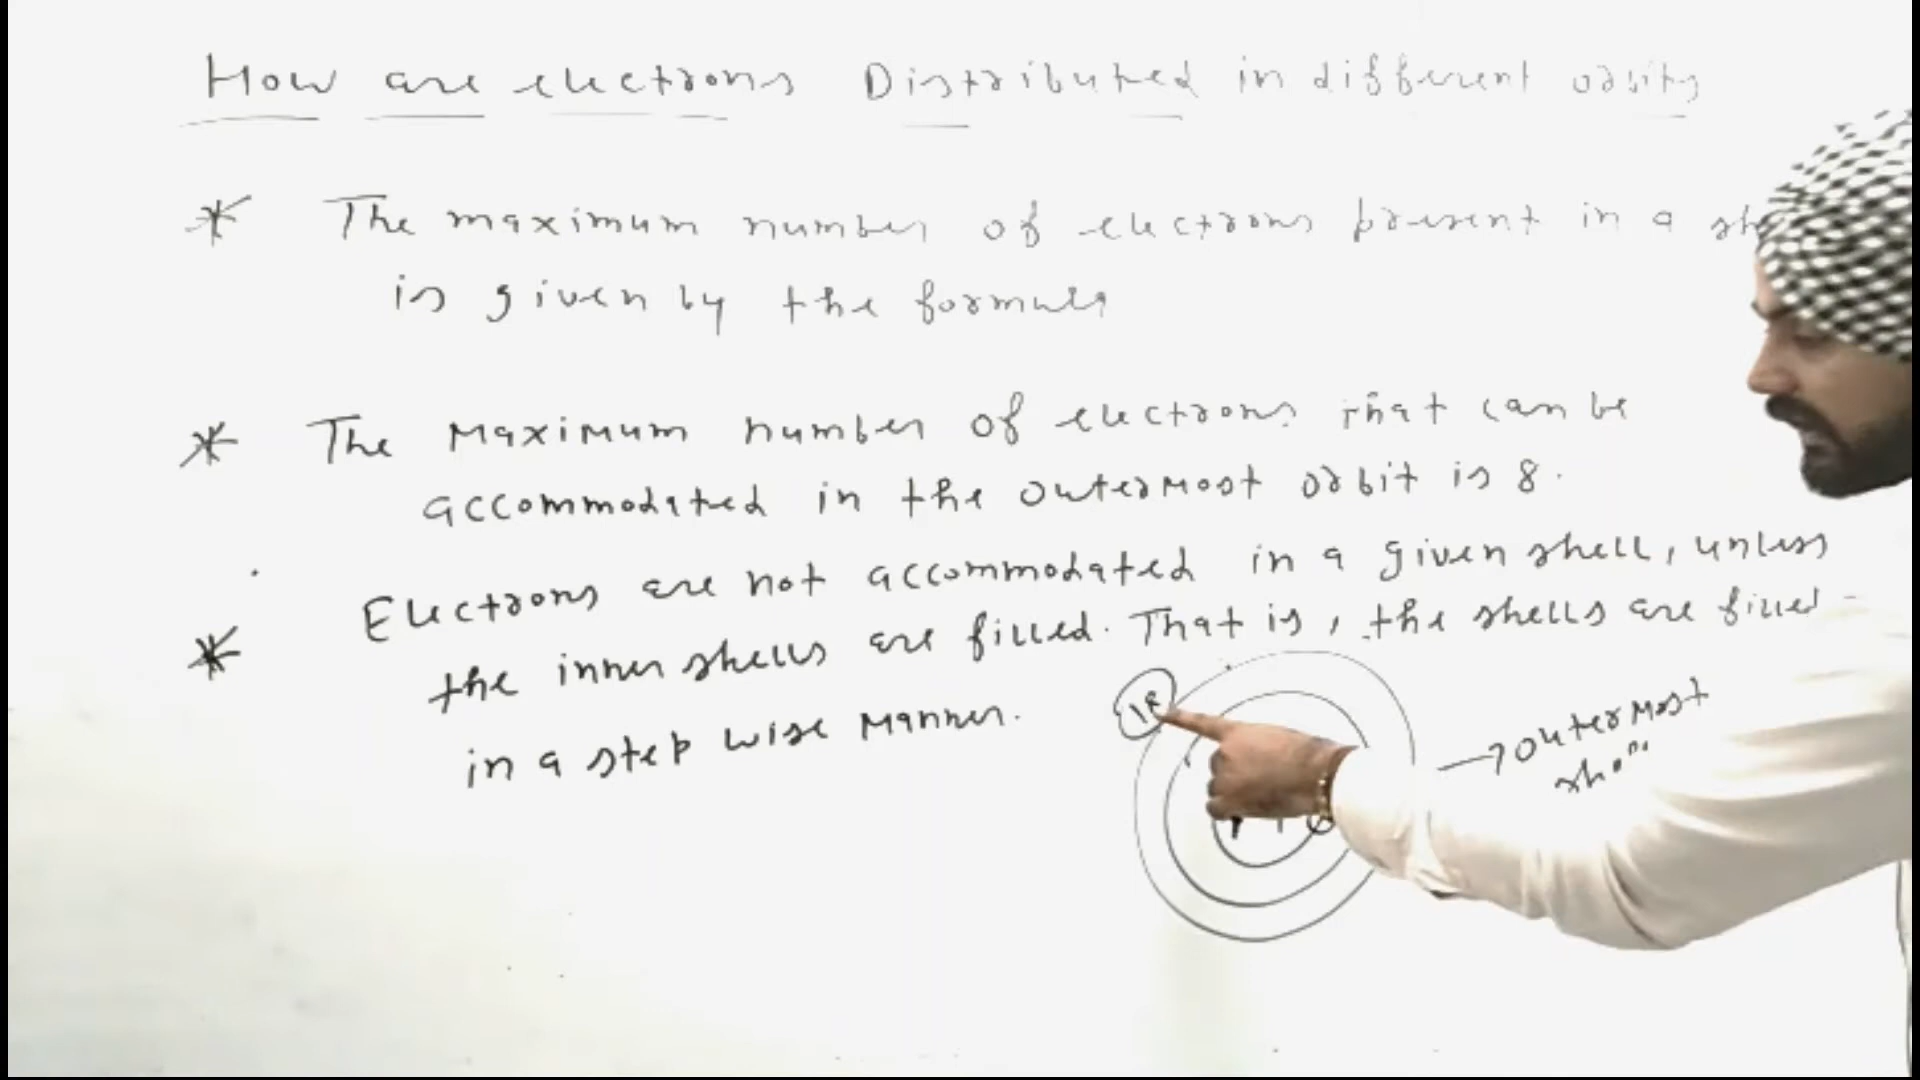 How are electrons Distributed in different orbits
* The maximum number of electrons present in a
is given by the formula
* The Maximum number of electrons that can be
accommodated in the outermost orbit is 8.
* Electrons are not accommodated in a given shell, unless
the inner shells are filled. That is, the shells are filled
in a step wise Manner.
→ outermost